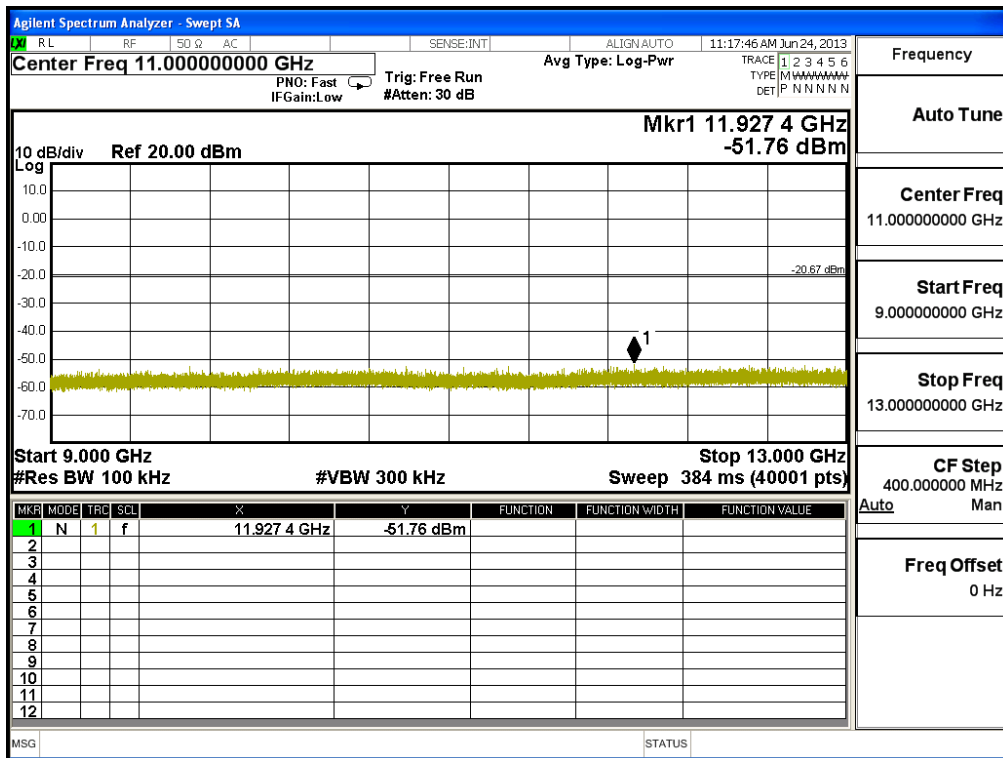 Agilent Spectrum Analyzer - Swept SA
LXI RL RF 50 Ω AC SENSE:INT ALIGN AUTO 11:17:46 AM Jun 24, 2013
Center Freq 11.000000000 GHz
PNO: Fast
IFGain:Low
Trig: Free Run
#Atten: 30 dB
Avg Type: Log-Pwr
TRACE 1 2 3 4 5 6
TYPE M WWWWW
DET P N N N N N
Mkr1 11.927 4 GHz
-51.76 dBm
10 dB/div Ref 20.00 dBm
Log
10.0
0.00
-10.0
-20.0
-20.67 dBm
-30.0
-40.0
1
-50.0
-60.0
-70.0
Start 9.000 GHz Stop 13.000 GHz
#Res BW 100 kHz #VBW 300 kHz Sweep 384 ms (40001 pts)
MKR MODE TRC SCL X Y FUNCTION FUNCTION WIDTH FUNCTION VALUE
1 N 1 f 11.927 4 GHz -51.76 dBm
2
3
4
5
6
7
8
9
10
11
12
MSG STATUS
Frequency
Auto Tune
Center Freq
11.000000000 GHz
Start Freq
9.000000000 GHz
Stop Freq
13.000000000 GHz
CF Step
400.000000 MHz
Auto Man
Freq Offset
0 Hz